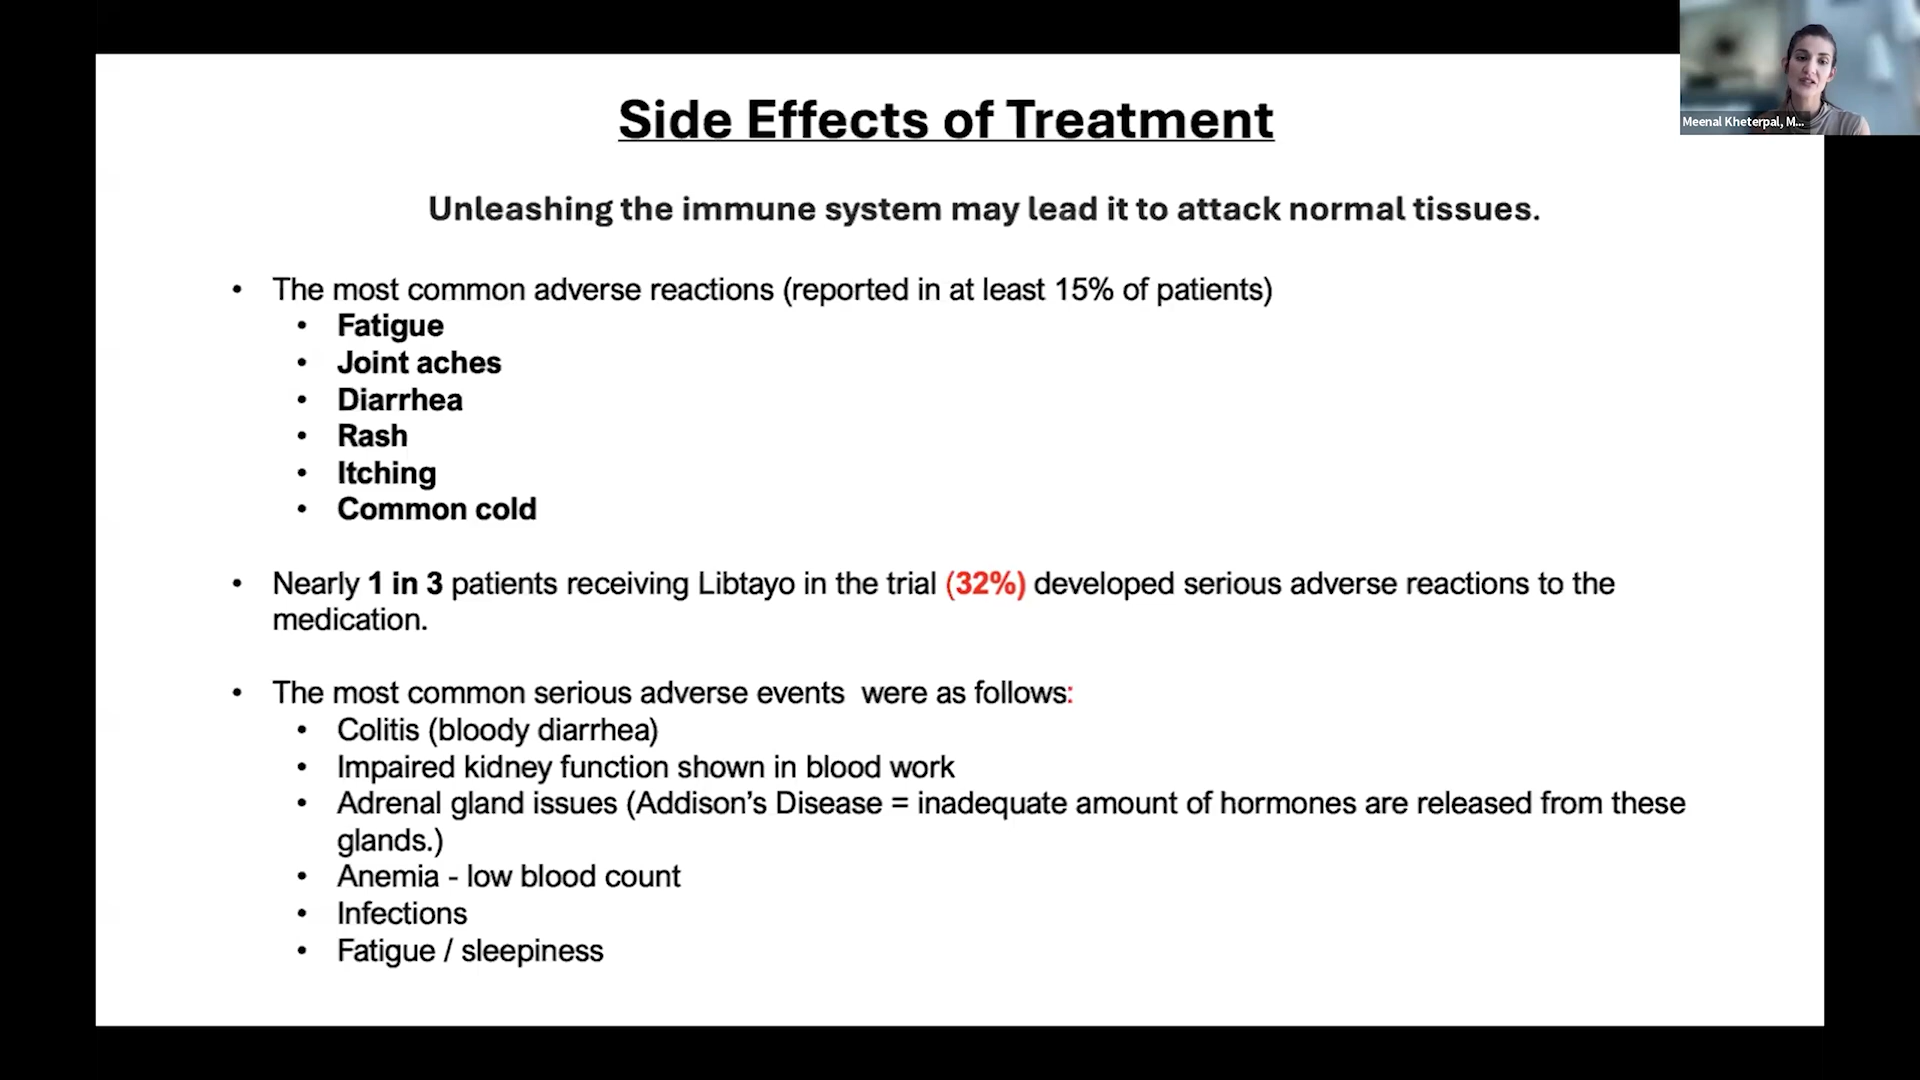 Side Effects of Treatment
Meenal Kheterpal, M...
Unleashing the immune system may lead it to attack normal tissues.
• The most common adverse reactions (reported in at least 15% of patients)
• Fatigue
• Joint aches
• Diarrhea
• Rash
• Itching
• Common cold
• Nearly 1 in 3 patients receiving Libtayo in the trial (32%) developed serious adverse reactions to the
medication.
• The most common serious adverse events  were as follows:
• Colitis (bloody diarrhea)
• Impaired kidney function shown in blood work
• Adrenal gland issues (Addison’s Disease = inadequate amount of hormones are released from these
glands.)
• Anemia - low blood count
• Infections
• Fatigue / sleepiness